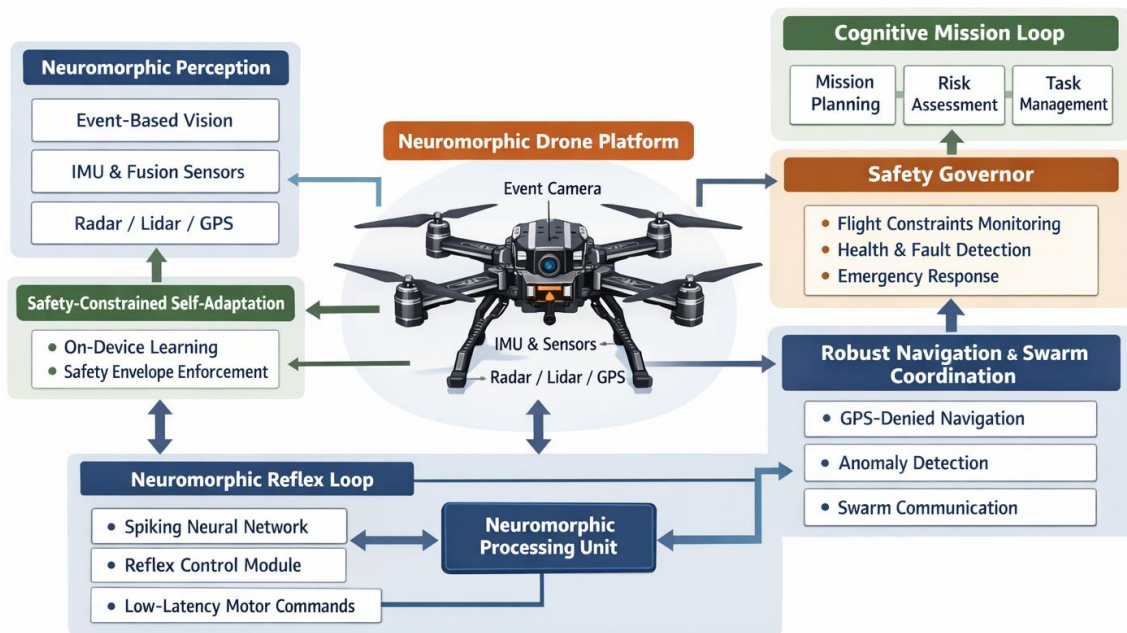 Neuromorphic Perception
Event-Based Vision
IMU & Fusion Sensors
Radar / Lidar / GPS
Safety-Constrained Self-Adaptation
• On-Device Learning
• Safety Envelope Enforcement
Neuromorphic Drone Platform
Event Camera
IMU & Sensors
Radar / Lidar / GPS
Cognitive Mission Loop
Mission
Planning
Risk
Assessment
Task
Management
Safety Governor
• Flight Constraints Monitoring
• Health & Fault Detection
• Emergency Response
Robust Navigation & Swarm
Coordination
• GPS-Denied Navigation
• Anomaly Detection
• Swarm Communication
Neuromorphic Reflex Loop
• Spiking Neural Network
• Reflex Control Module
• Low-Latency Motor Commands
Neuromorphic
Processing Unit